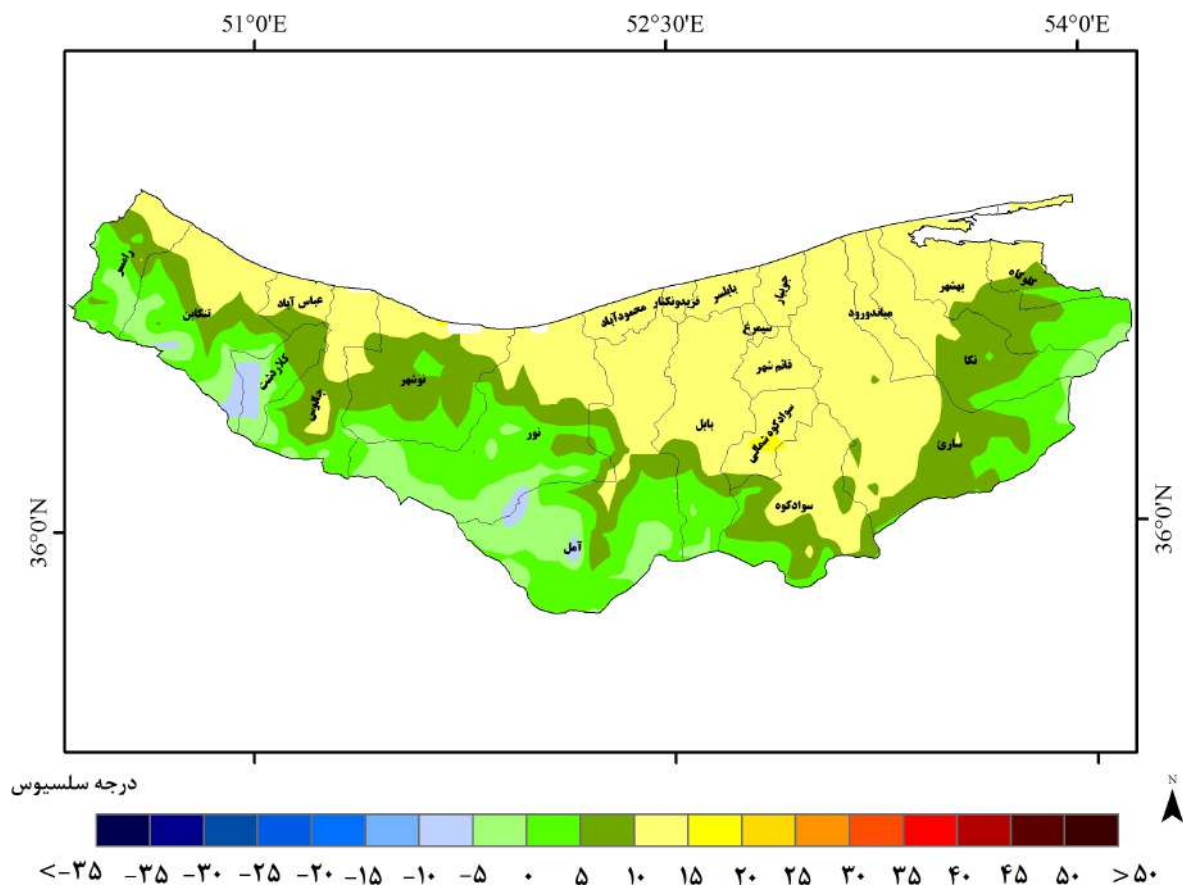 51°0'E 52°30'E 54°0'E
36°0'N 36°0'N
رامسر
تنکابن
عباس آباد
کلاردشت
چالوس
نوشهر
نور
آمل
محمودآباد
فریدونکنار
بابلسر
جویبار
سیمرغ
قائم شهر
بابل
سوادکوه شمالی
سوادکوه
میاندورود
بهشهر
گلوگاه
نکا
ساری
درجه سلسیوس
N
<-۳۵ -۳۵ -۳۰ -۲۵ -۲۰ -۱۵ -۱۰ -۵ ۰ ۵ ۱۰ ۱۵ ۲۰ ۲۵ ۳۰ ۳۵ ۴۰ ۴۵ ۵۰ >۵۰